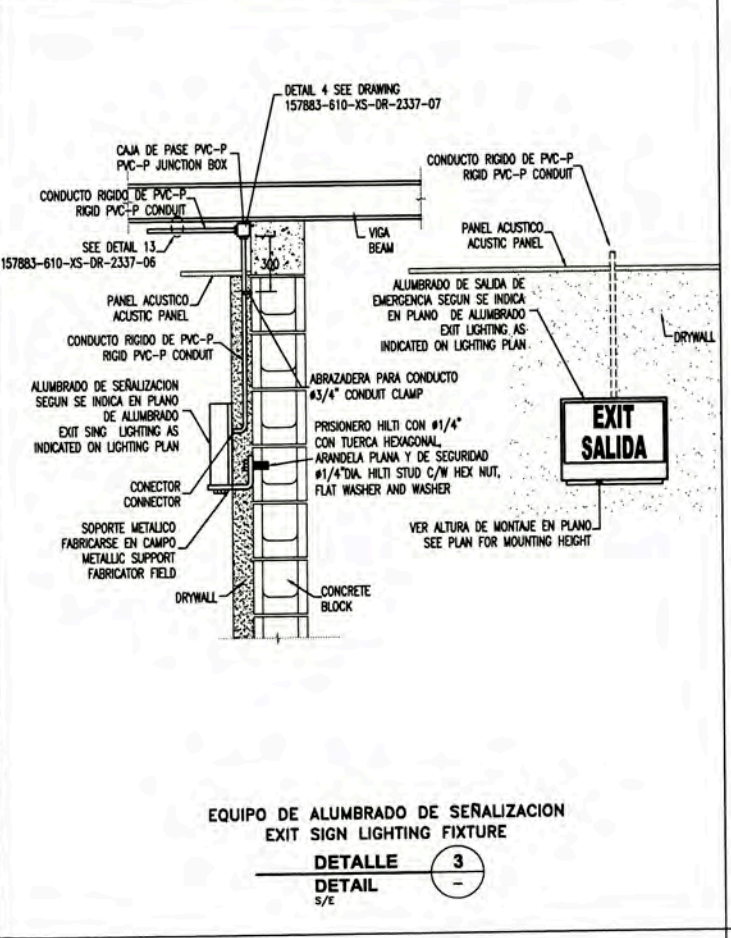 DETAIL 4 SEE DRAWING
157883-610-XS-DR-2337-07
CAJA DE PASE PVC-P
PVC-P JUNCTION BOX
CONDUCTO RIGIDO DE PVC-P
RIGID PVC-P CONDUIT
SEE DETAIL 13
157883-610-XS-DR-2337-06
300
VIGA
BEAM
PANEL ACUSTICO
ACUSTIC PANEL
CONDUCTO RIGIDO DE PVC-P
RIGID PVC-P CONDUIT
ALUMBRADO DE SEÑALIZACION
SEGUN SE INDICA EN PLANO
DE ALUMBRADO
EXIT SING LIGHTING AS
INDICATED ON LIGHTING PLAN
CONECTOR
CONNECTOR
SOPORTE METALICO
FABRICARSE EN CAMPO
METALLIC SUPPORT
FABRICATOR FIELD
DRYWALL
CONCRETE
BLOCK
ABRAZADERA PARA CONDUCTO
ø3/4" CONDUIT CLAMP
PRISIONERO HILTI CON ø1/4"
CON TUERCA HEXAGONAL,
ARANDELA PLANA Y DE SEGURIDAD
ø1/4"DIA. HILTI STUD C/W HEX NUT,
FLAT WASHER AND WASHER
CONDUCTO RIGIDO DE PVC-P
RIGID PVC-P CONDUIT
PANEL ACUSTICO
ACUSTIC PANEL
ALUMBRADO DE SALIDA DE
EMERGENCIA SEGUN SE INDICA
EN PLANO DE ALUMBRADO
EXIT LIGHTING AS
INDICATED ON LIGHTING PLAN
DRYWALL
EXIT
SALIDA
VER ALTURA DE MONTAJE EN PLANO
SEE PLAN FOR MOUNTING HEIGHT
EQUIPO DE ALUMBRADO DE SEÑALIZACION
EXIT SIGN LIGHTING FIXTURE
DETALLE 3
DETAIL -
S/E